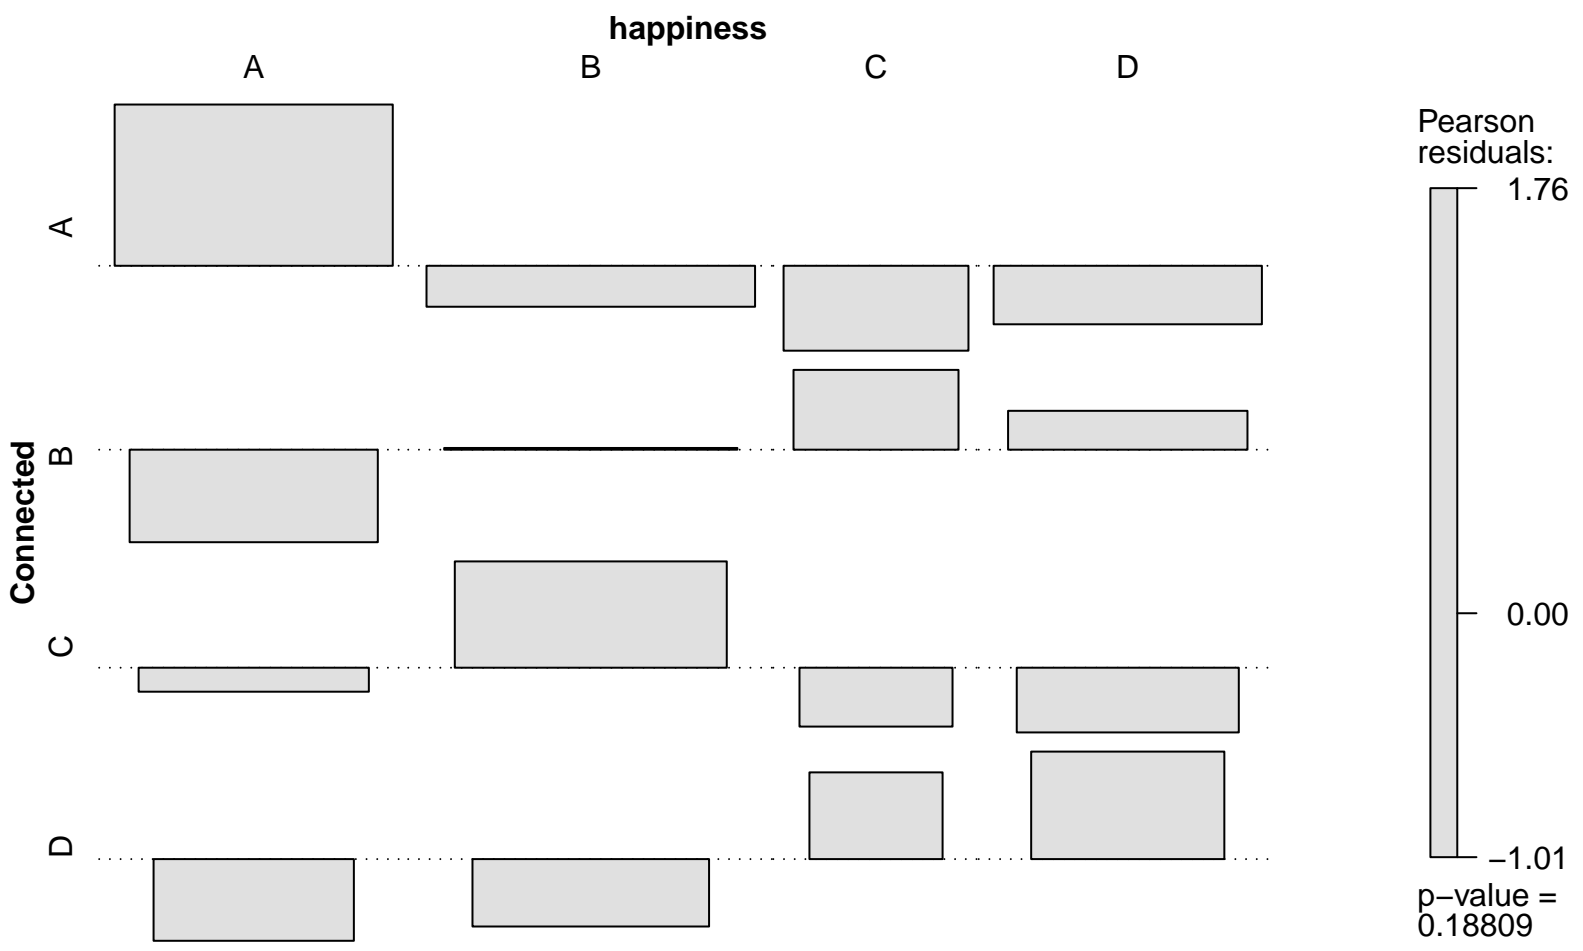 happiness
A B C D
Connected
A
B
C
D
Pearson
residuals:
1.76
0.00
−1.01
p−value =
0.18809